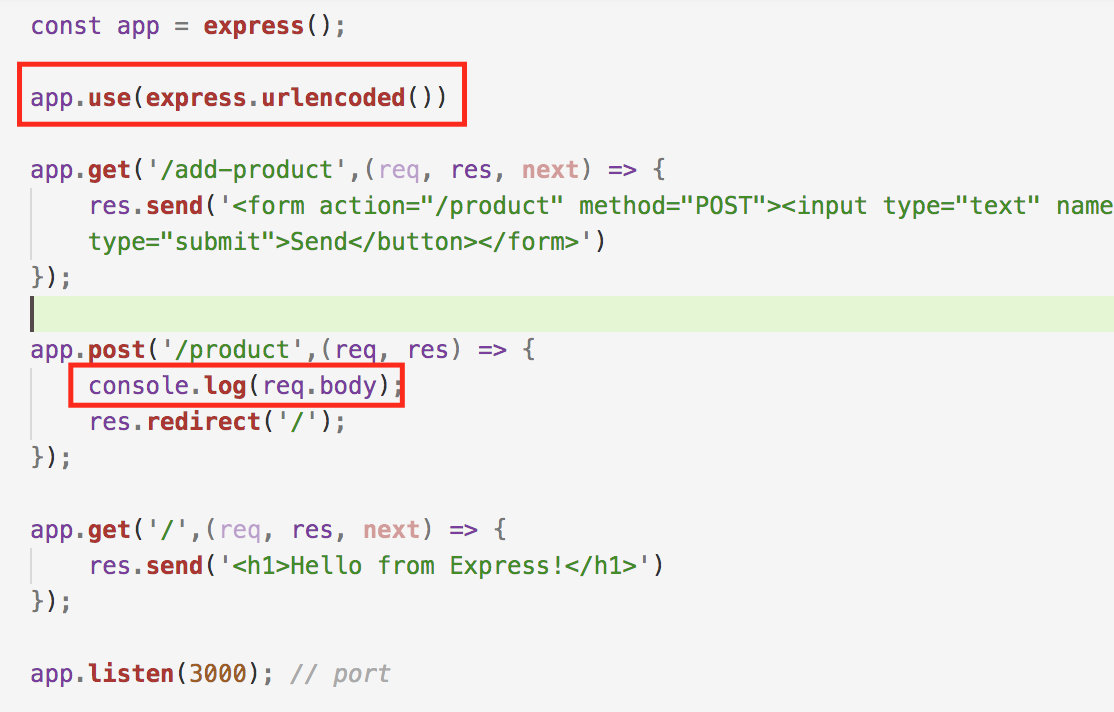 const app = express();
app.use(express.urlencoded())
app.get('/add-product',(req, res, next) => {
res.send('<form action="/product" method="POST"><input type="text" name
type="submit">Send</button></form>')
});
app.post('/product',(req, res) => {
console.log(req.body);
res.redirect('/');
});
app.get('/',(req, res, next) => {
res.send('<h1>Hello from Express!</h1>')
});
app.listen(3000); // port